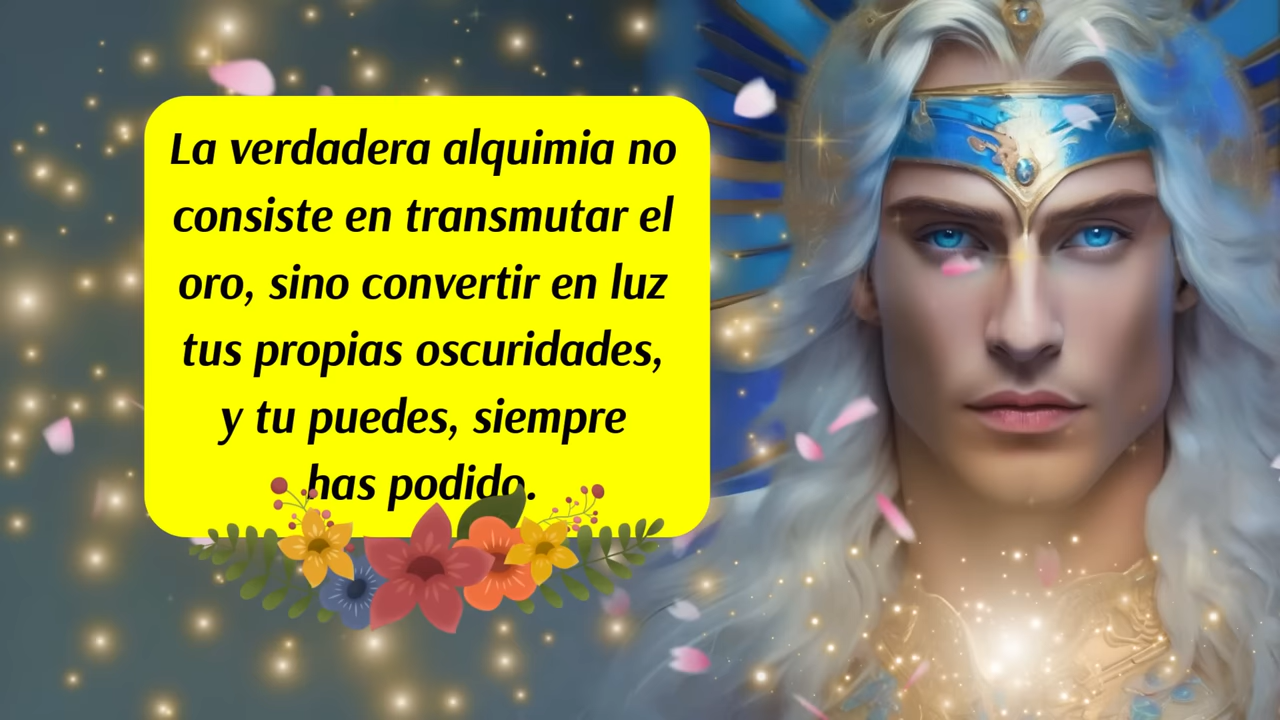 La verdadera alquimia no
consiste en transmutar el
oro, sino convertir en luz
tus propias oscuridades,
y tu puedes, siempre
has podido.